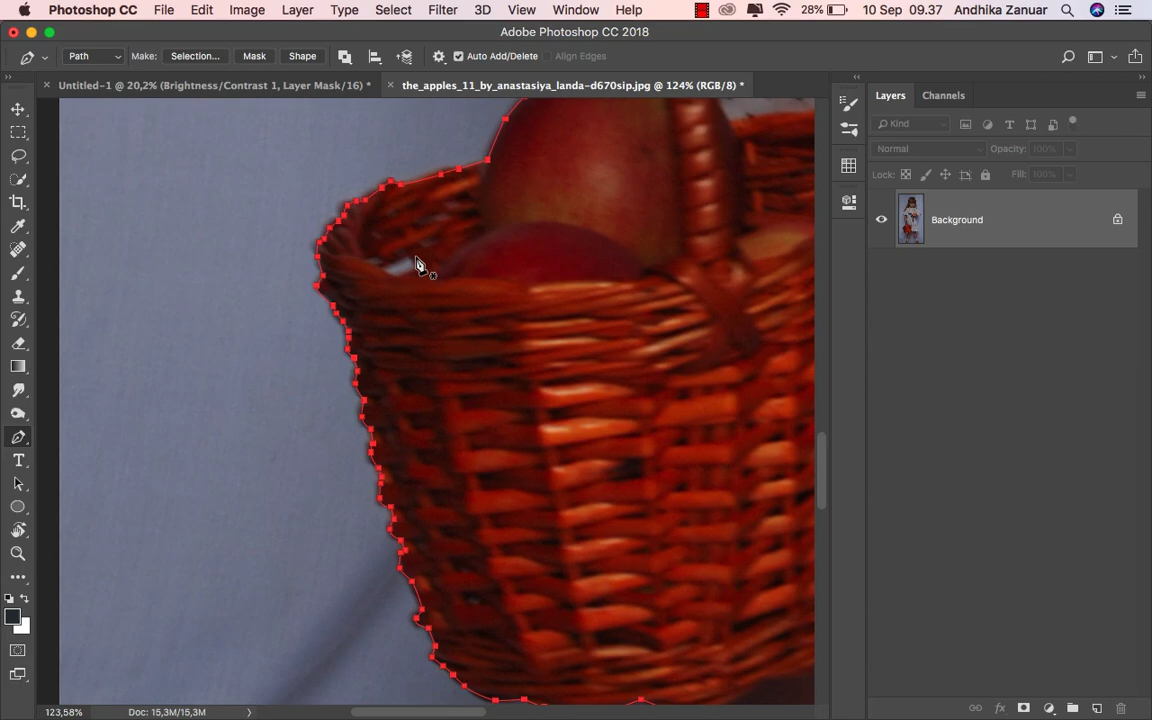 Photoshop CC File Edit Image Layer Type Select Filter 3D View Window Help 28% 10 Sep 09.37 Andhika Zanuar
Adobe Photoshop CC 2018
Path Make: Selection... Mask Shape Auto Add/Delete Align Edges
Untitled-1 @ 20,2% (Brightness/Contrast 1, Layer Mask/16) * the_apples_11_by_anastasiya_landa-d670sip.jpg @ 124% (RGB/8) *
Layers Channels
Kind
Normal Opacity: 100%
Lock: Fill: 100%
Background
123,58% Doc: 15,3M/15,3M